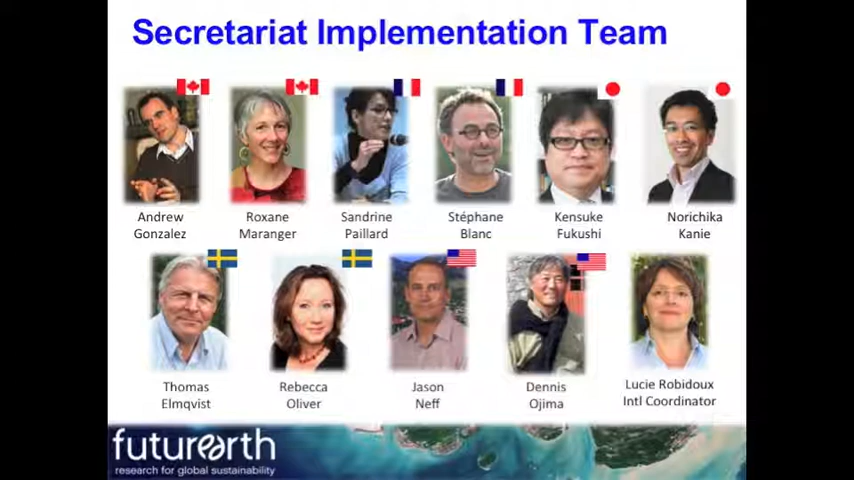 Secretariat Implementation Team
Andrew
Gonzalez
Roxane
Maranger
Sandrine
Paillard
Stéphane
Blanc
Kensuke
Fukushi
Norichika
Kanie
Thomas
Elmqvist
Rebecca
Oliver
Jason
Neff
Dennis
Ojima
Lucie Robidoux
Intl Coordinator
futurearth
research for global sustainability